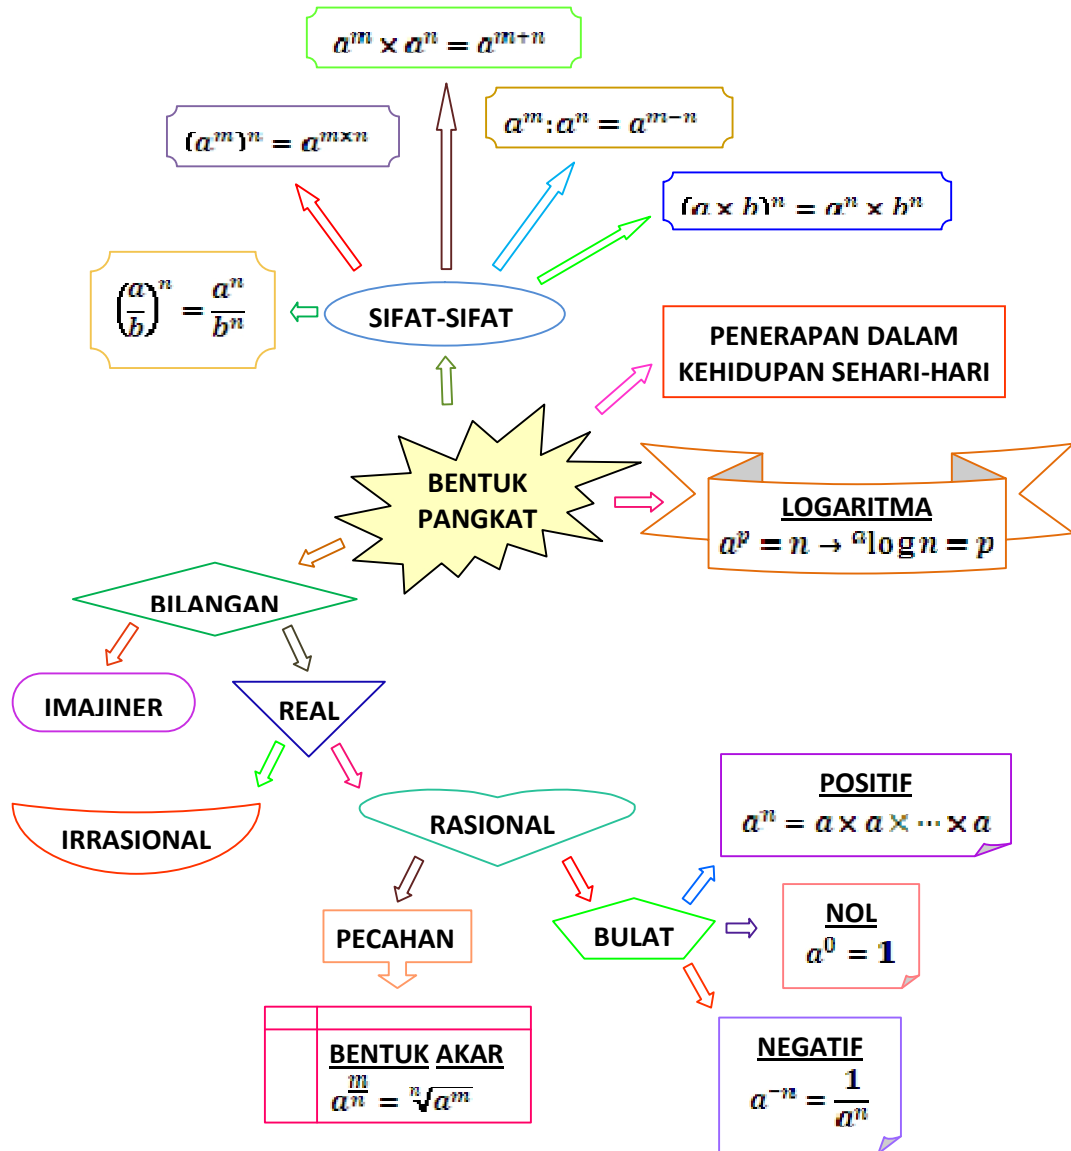 a^m × a^n = a^{m+n}
(a^m)^n = a^{m×n}
a^m : a^n = a^{m−n}
(a × b)^n = a^n × b^n
(a/b)^n = a^n/b^n
SIFAT-SIFAT
PENERAPAN DALAM
KEHIDUPAN SEHARI-HARI
BENTUK
PANGKAT
LOGARITMA
a^p = n → ^a log n = p
BILANGAN
IMAJINER
REAL
IRRASIONAL
RASIONAL
POSITIF
a^n = a × a × ··· × a
PECAHAN
BULAT
NOL
a^0 = 1
BENTUK AKAR
a^{m/n} = ^n√(a^m)
NEGATIF
a^{−n} = 1/a^n